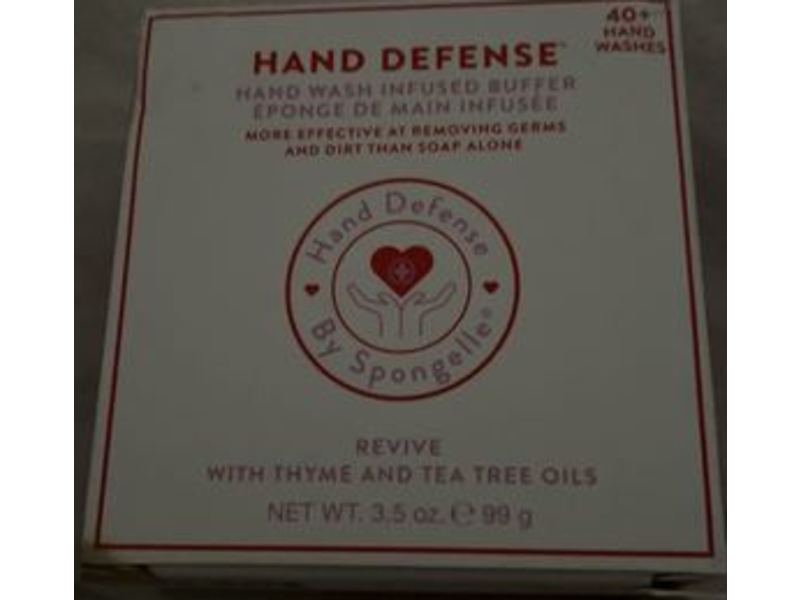 40+
HAND
WASHES
HAND DEFENSE™
HAND WASH INFUSED BUFFER
ÉPONGE DE MAIN INFUSÉE
MORE EFFECTIVE AT REMOVING GERMS
AND DIRT THAN SOAP ALONE
Hand Defense
By Spongellé®
REVIVE
WITH THYME AND TEA TREE OILS
NET WT. 3.5 oz. ℮ 99 g